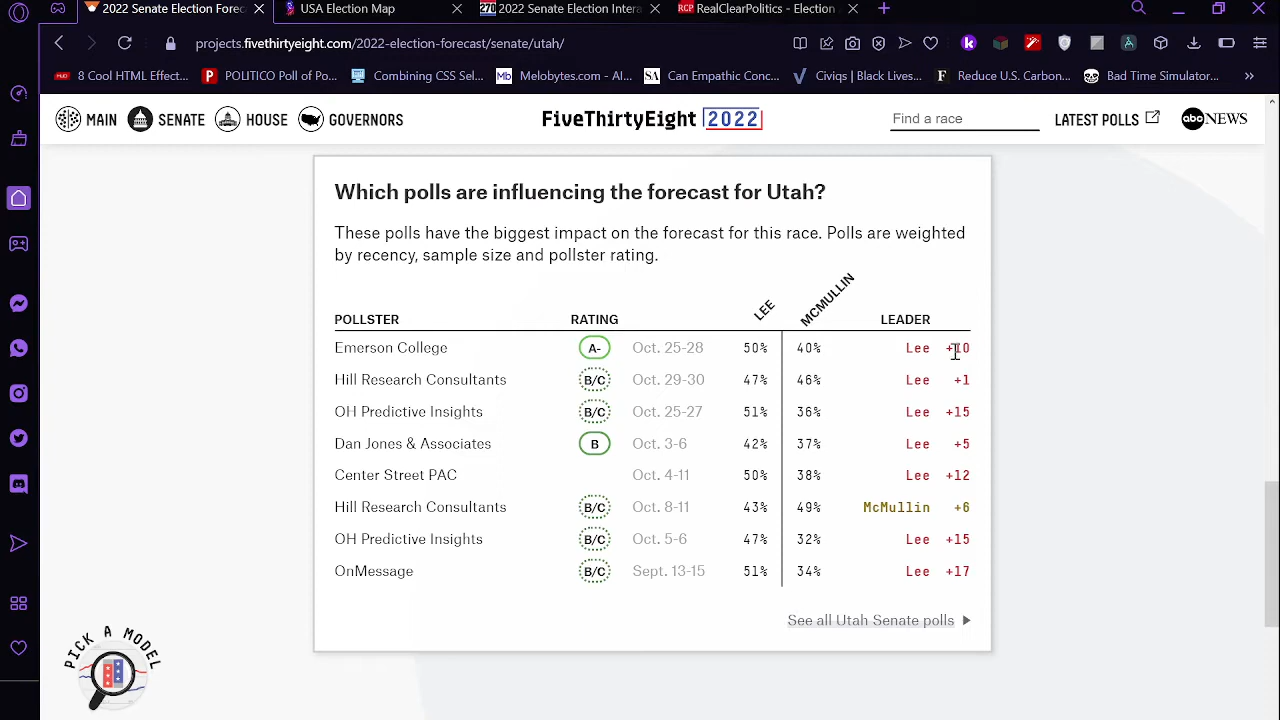 2022 Senate Election Forec
USA Election Map
270
2022 Senate Election Intera
RCP
RealClearPolitics - Election
projects.fivethirtyeight.com/2022-election-forecast/senate/utah/
8 Cool HTML Effect...
P
POLITICO Poll of Po...
Combining CSS Sel...
Mb
Melobytes.com - AI...
SA
Can Empathic Conc...
Civiqs | Black Lives...
F
Reduce U.S. Carbon...
Bad Time Simulator...
MAIN
SENATE
HOUSE
GOVERNORS
FiveThirtyEight 2022
Find a race
LATEST POLLS
abc NEWS
Which polls are influencing the forecast for Utah?
These polls have the biggest impact on the forecast for this race. Polls are weighted
by recency, sample size and pollster rating.
POLLSTER RATING LEE MCMULLIN LEADER
Emerson College A- Oct. 25-28 50% 40% Lee +10
Hill Research Consultants B/C Oct. 29-30 47% 46% Lee +1
OH Predictive Insights B/C Oct. 25-27 51% 36% Lee +15
Dan Jones & Associates B Oct. 3-6 42% 37% Lee +5
Center Street PAC Oct. 4-11 50% 38% Lee +12
Hill Research Consultants B/C Oct. 8-11 43% 49% McMullin +6
OH Predictive Insights B/C Oct. 5-6 47% 32% Lee +15
OnMessage B/C Sept. 13-15 51% 34% Lee +17
See all Utah Senate polls
PICK A MODEL